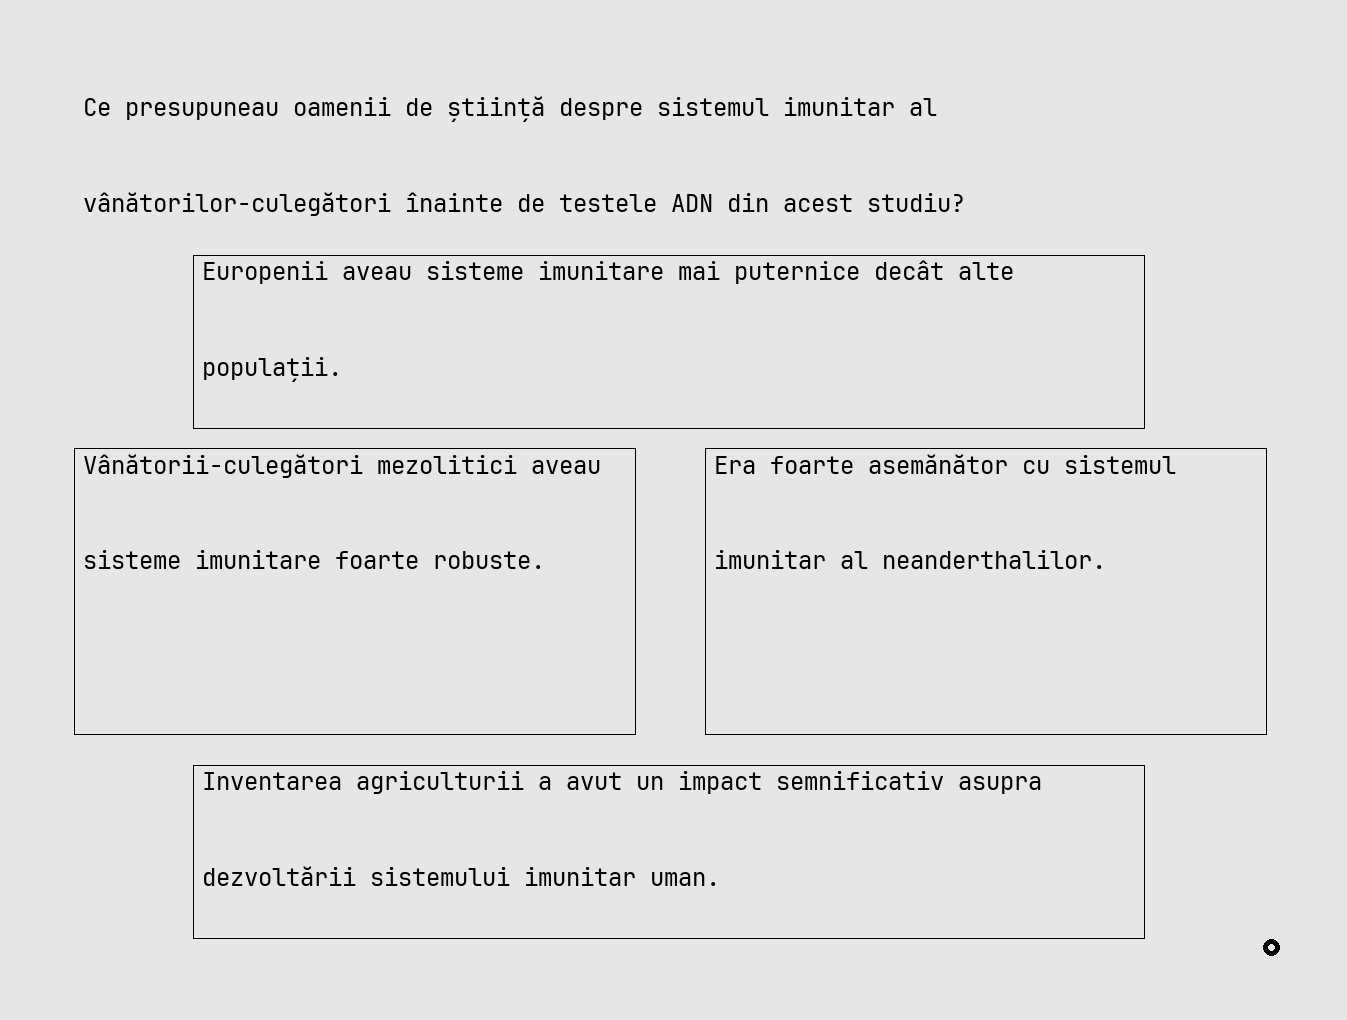 Ce presupuneau oamenii de știință despre sistemul imunitar al
vânătorilor-culegători înainte de testele ADN din acest studiu?
Europenii aveau sisteme imunitare mai puternice decât alte
populații.
Vânătorii-culegători mezolitici aveau
sisteme imunitare foarte robuste.
Era foarte asemănător cu sistemul
imunitar al neanderthalilor.
Inventarea agriculturii a avut un impact semnificativ asupra
dezvoltării sistemului imunitar uman.